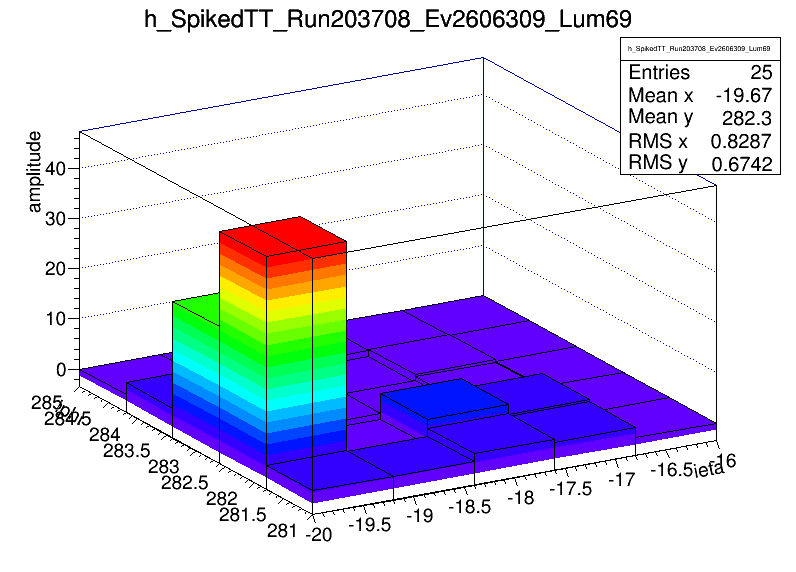 h_SpikedTT_Run203708_Ev2606309_Lum69
h_SpikedTT_Run203708_Ev2606309_Lum69
Entries 25
Mean x -19.67
Mean y 282.3
RMS x 0.8287
RMS y 0.6742
amplitude
40
30
20
10
0
285
284.5
284
283.5
283
282.5
282
281.5
281
-20
-19.5
-19
-18.5
-18
-17.5
-17
-16.5
-16
ieta